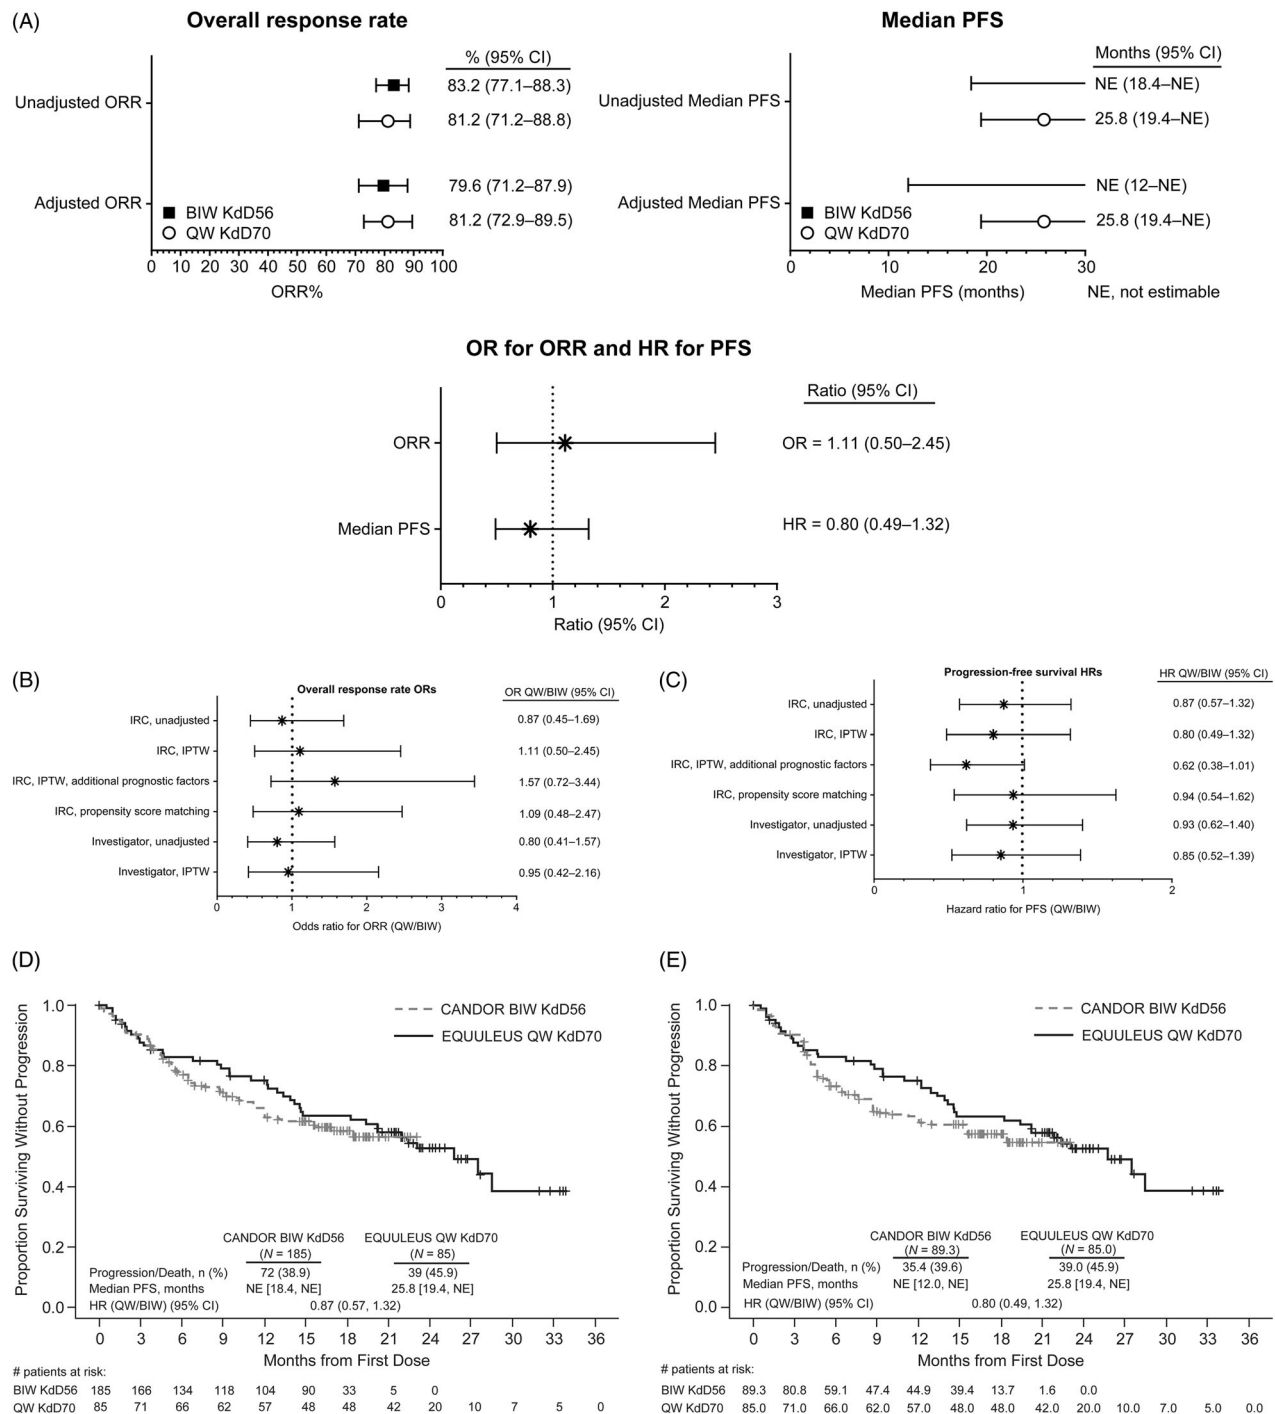 (A)
Overall response rate
% (95% CI)
Unadjusted ORR
83.2 (77.1–88.3)
81.2 (71.2–88.8)
Adjusted ORR
79.6 (71.2–87.9)
81.2 (72.9–89.5)
BIW KdD56
QW KdD70
0 10 20 30 40 50 60 70 80 90 100
ORR%
Median PFS
Months (95% CI)
Unadjusted Median PFS
NE (18.4–NE)
25.8 (19.4–NE)
Adjusted Median PFS
NE (12–NE)
25.8 (19.4–NE)
BIW KdD56
QW KdD70
0 10 20 30
Median PFS (months)
NE, not estimable
OR for ORR and HR for PFS
Ratio (95% CI)
ORR
OR = 1.11 (0.50–2.45)
Median PFS
HR = 0.80 (0.49–1.32)
0 1 2 3
Ratio (95% CI)
(B)
Overall response rate ORs
OR QW/BIW (95% CI)
IRC, unadjusted
0.87 (0.45–1.69)
IRC, IPTW
1.11 (0.50–2.45)
IRC, IPTW, additional prognostic factors
1.57 (0.72–3.44)
IRC, propensity score matching
1.09 (0.48–2.47)
Investigator, unadjusted
0.80 (0.41–1.57)
Investigator, IPTW
0.95 (0.42–2.16)
0 1 2 3 4
Odds ratio for ORR (QW/BIW)
(C)
Progression-free survival HRs
HR QW/BIW (95% CI)
IRC, unadjusted
0.87 (0.57–1.32)
IRC, IPTW
0.80 (0.49–1.32)
IRC, IPTW, additional prognostic factors
0.62 (0.38–1.01)
IRC, propensity score matching
0.94 (0.54–1.62)
Investigator, unadjusted
0.93 (0.62–1.40)
Investigator, IPTW
0.85 (0.52–1.39)
0 1 2
Hazard ratio for PFS (QW/BIW)
(D)
Proportion Surviving Without Progression
1.0
0.8
0.6
0.4
0.2
0.0
CANDOR BIW KdD56
EQUULEUS QW KdD70
CANDOR BIW KdD56 EQUULEUS QW KdD70
(N = 185) (N = 85)
Progression/Death, n (%) 72 (38.9) 39 (45.9)
Median PFS, months NE [18.4, NE] 25.8 [19.4, NE]
HR (QW/BIW) (95% CI) 0.87 (0.57, 1.32)
0 3 6 9 12 15 18 21 24 27 30 33 36
Months from First Dose
# patients at risk:
BIW KdD56 185 166 134 118 104 90 33 5 0
QW KdD70 85 71 66 62 57 48 48 42 20 10 7 5 0
(E)
Proportion Surviving Without Progression
1.0
0.8
0.6
0.4
0.2
0.0
CANDOR BIW KdD56
EQUULEUS QW KdD70
CANDOR BIW KdD56 EQUULEUS QW KdD70
(N = 89.3) (N = 85.0)
Progression/Death, n (%) 35.4 (39.6) 39.0 (45.9)
Median PFS, months NE [12.0, NE] 25.8 [19.4, NE]
HR (QW/BIW) (95% CI) 0.80 (0.49, 1.32)
0 3 6 9 12 15 18 21 24 27 30 33 36
Months from First Dose
# patients at risk:
BIW KdD56 89.3 80.8 59.1 47.4 44.9 39.4 13.7 1.6 0.0
QW KdD70 85.0 71.0 66.0 62.0 57.0 48.0 48.0 42.0 20.0 10.0 7.0 5.0 0.0